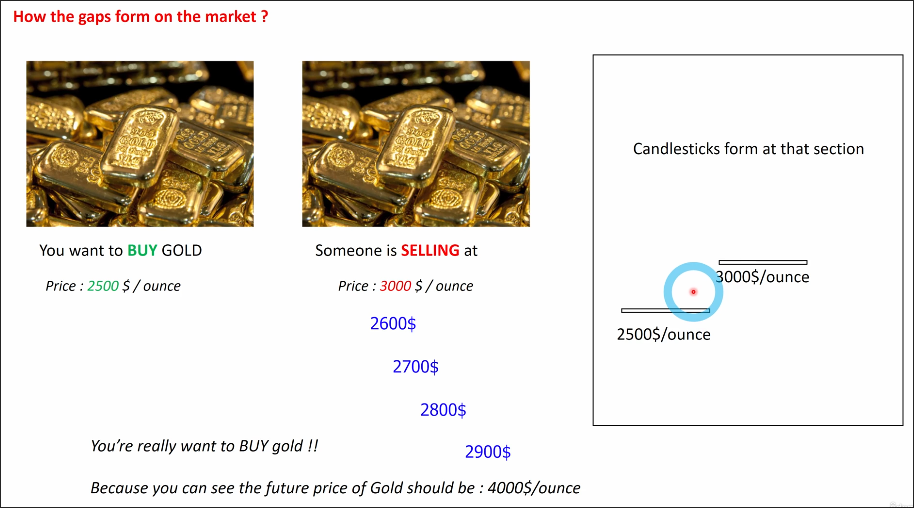 How the gaps form on the market ?
You want to BUY GOLD
Price : 2500 $ / ounce
Someone is SELLING at
Price : 3000 $ / ounce
2600$
2700$
2800$
2900$
You’re really want to BUY gold !!
Because you can see the future price of Gold should be : 4000$/ounce
Candlesticks form at that section
3000$/ounce
2500$/ounce